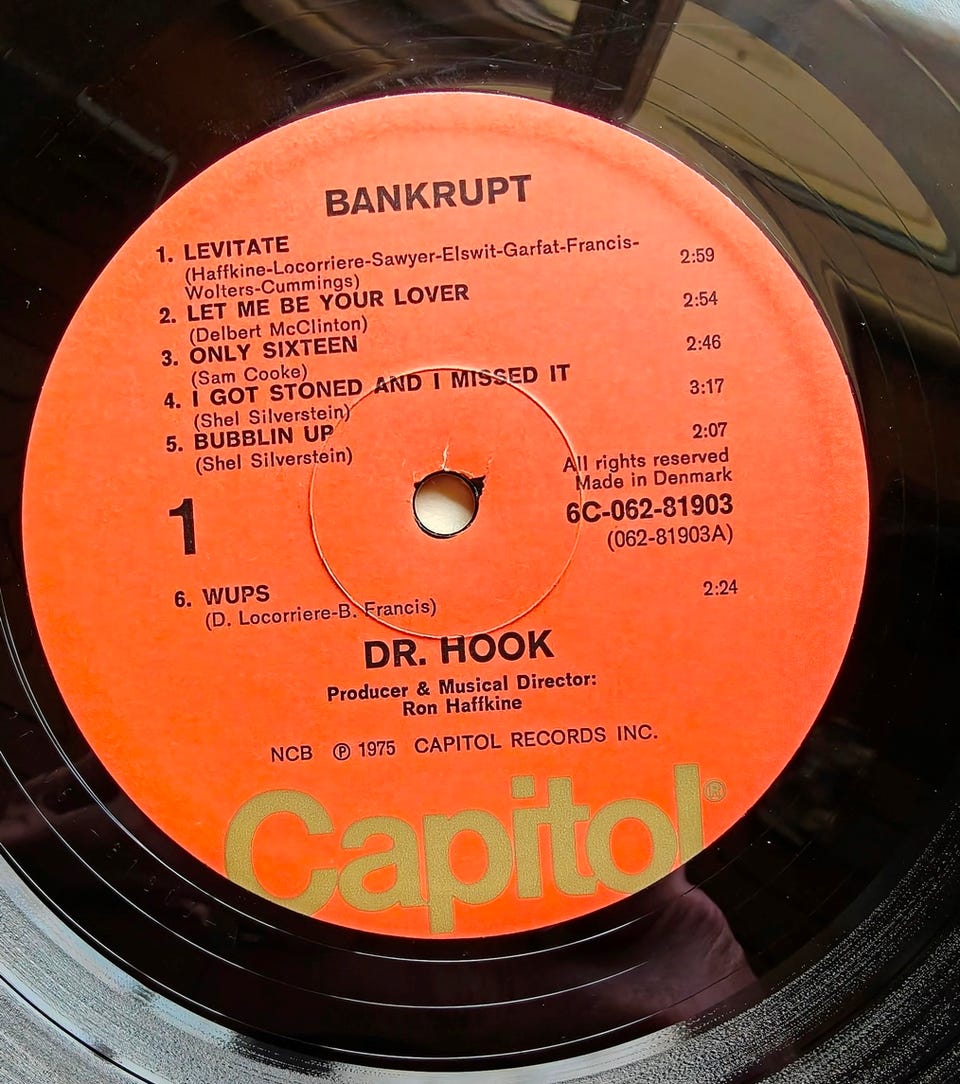 BANKRUPT
1. LEVITATE
(Haffkine-Locorriere-Sawyer-Elswit-Garfat-Francis-
Wolters-Cummings) 2:59
2. LET ME BE YOUR LOVER 2:54
(Delbert McClinton)
3. ONLY SIXTEEN 2:46
(Sam Cooke)
4. I GOT STONED AND I MISSED IT 3:17
(Shel Silverstein)
5. BUBBLIN UP 2:07
(Shel Silverstein)
All rights reserved
Made in Denmark
1
6C-062-81903
(062-81903A)
6. WUPS 2:24
(D. Locorriere-B. Francis)
DR. HOOK
Producer & Musical Director:
Ron Haffkine
NCB ℗ 1975 CAPITOL RECORDS INC.
Capitol®